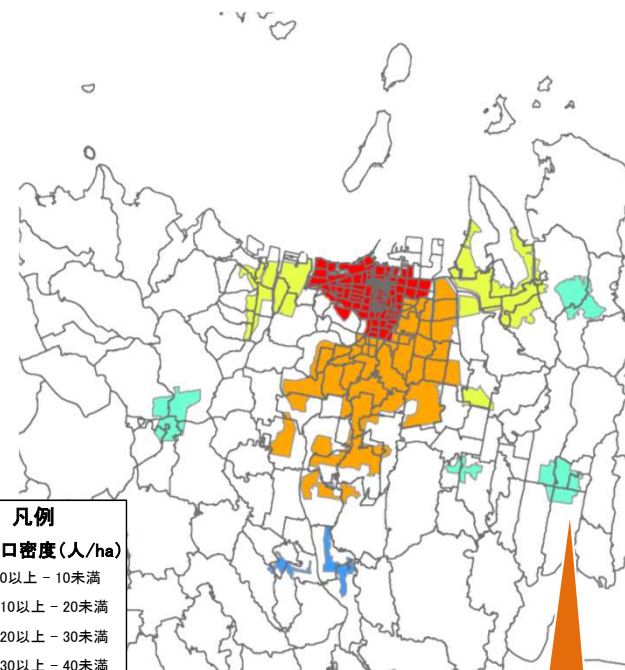 凡例
口密度(人/ha)
0以上 - 10未満
10以上 - 20未満
20以上 - 30未満
30以上 - 40未満